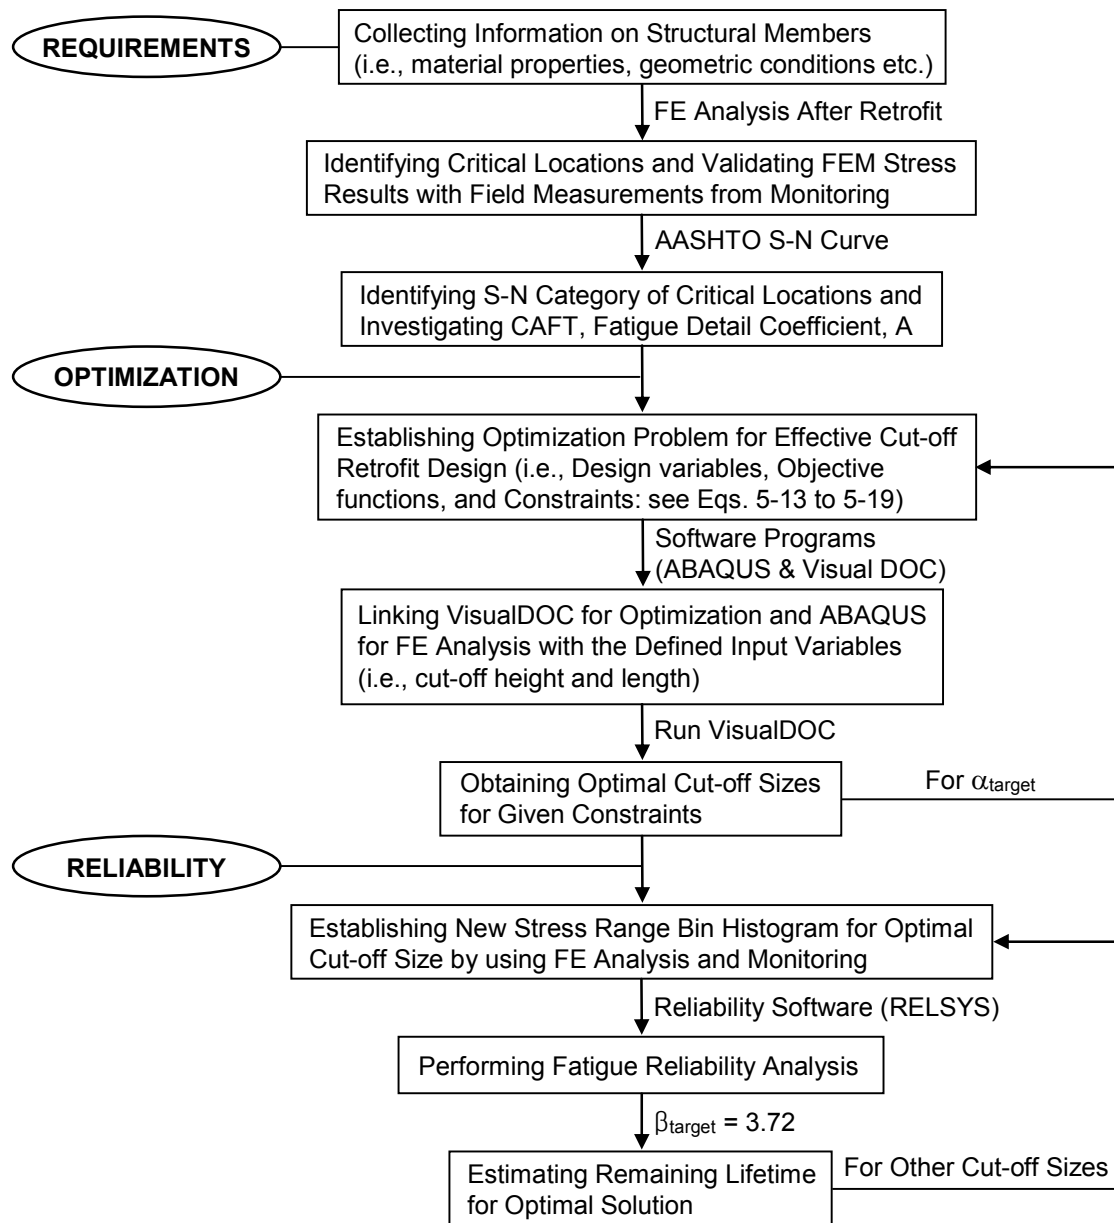 REQUIREMENTS
Collecting Information on Structural Members
(i.e., material properties, geometric conditions etc.)
FE Analysis After Retrofit
Identifying Critical Locations and Validating FEM Stress
Results with Field Measurements from Monitoring
AASHTO S-N Curve
Identifying S-N Category of Critical Locations and
Investigating CAFT, Fatigue Detail Coefficient, A
OPTIMIZATION
Establishing Optimization Problem for Effective Cut-off
Retrofit Design (i.e., Design variables, Objective
functions, and Constraints: see Eqs. 5-13 to 5-19)
Software Programs
(ABAQUS & Visual DOC)
Linking VisualDOC for Optimization and ABAQUS
for FE Analysis with the Defined Input Variables
(i.e., cut-off height and length)
Run VisualDOC
Obtaining Optimal Cut-off Sizes
for Given Constraints
For αtarget
RELIABILITY
Establishing New Stress Range Bin Histogram for Optimal
Cut-off Size by using FE Analysis and Monitoring
Reliability Software (RELSYS)
Performing Fatigue Reliability Analysis
βtarget = 3.72
Estimating Remaining Lifetime
for Optimal Solution
For Other Cut-off Sizes